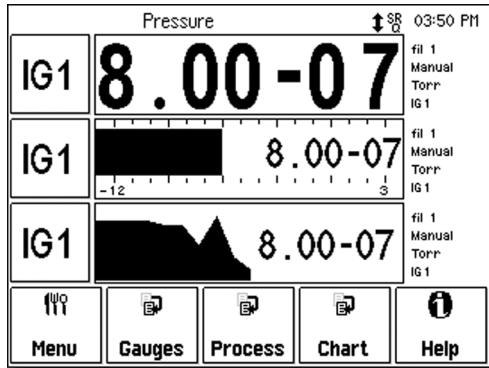 Pressure SRQ 03:50 PM
IG1 8.00-07 fil 1
Manual
Torr
IG1
IG1 8.00-07 fil 1
-12 3 Manual
Torr
IG1
IG1 8.00-07 fil 1
Manual
Torr
IG1
Menu Gauges Process Chart Help